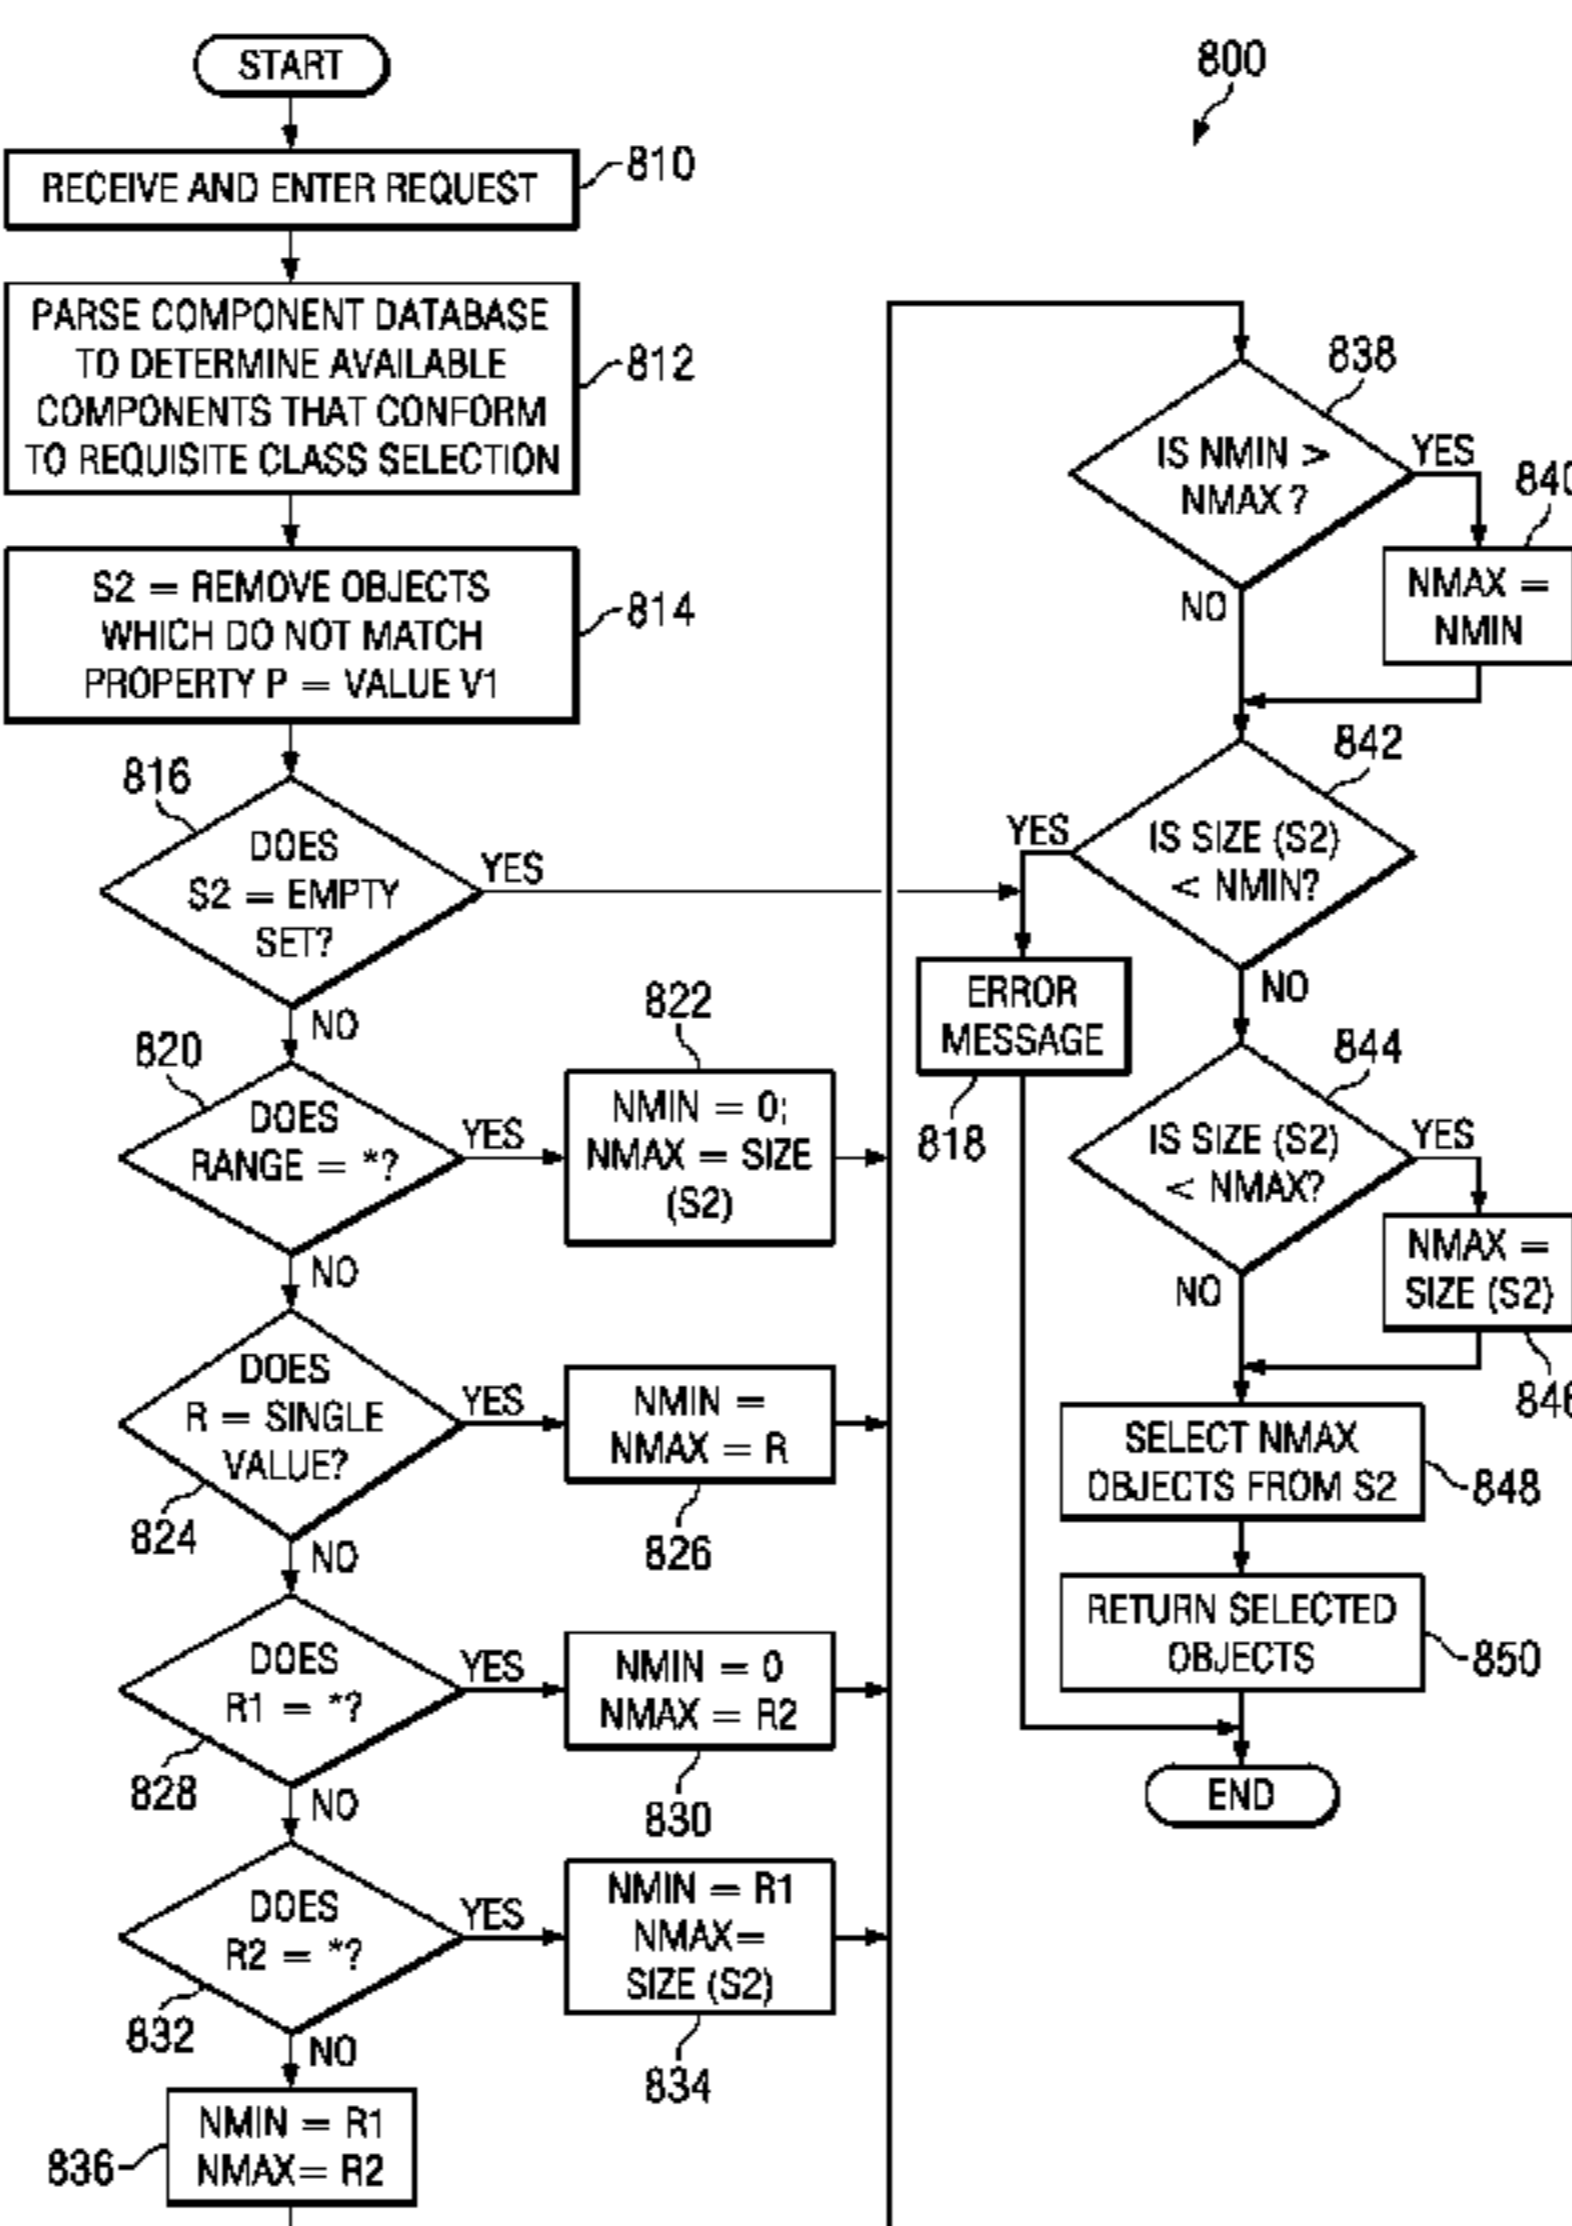 START
800
RECEIVE AND ENTER REQUEST
810
PARSE COMPONENT DATABASE
TO DETERMINE AVAILABLE
COMPONENTS THAT CONFORM
TO REQUISITE CLASS SELECTION
812
S2 = REMOVE OBJECTS
WHICH DO NOT MATCH
PROPERTY P = VALUE V1
814
816
DOES
S2 = EMPTY
SET?
YES
NO
820
DOES
RANGE = *?
YES
NO
822
NMIN = 0;
NMAX = SIZE
(S2)
DOES
R = SINGLE
VALUE?
824
YES
NO
NMIN =
NMAX = R
826
DOES
R1 = *?
828
YES
NO
NMIN = 0
NMAX = R2
830
DOES
R2 = *?
832
YES
NO
NMIN = R1
NMAX=
SIZE (S2)
834
NMIN = R1
NMAX= R2
836
838
IS NMIN >
NMAX ?
YES
NO
840
NMAX =
NMIN
842
IS SIZE (S2)
< NMIN?
YES
NO
ERROR
MESSAGE
818
844
IS SIZE (S2)
< NMAX?
YES
NO
NMAX =
SIZE (S2)
846
SELECT NMAX
OBJECTS FROM S2
848
RETURN SELECTED
OBJECTS
850
END